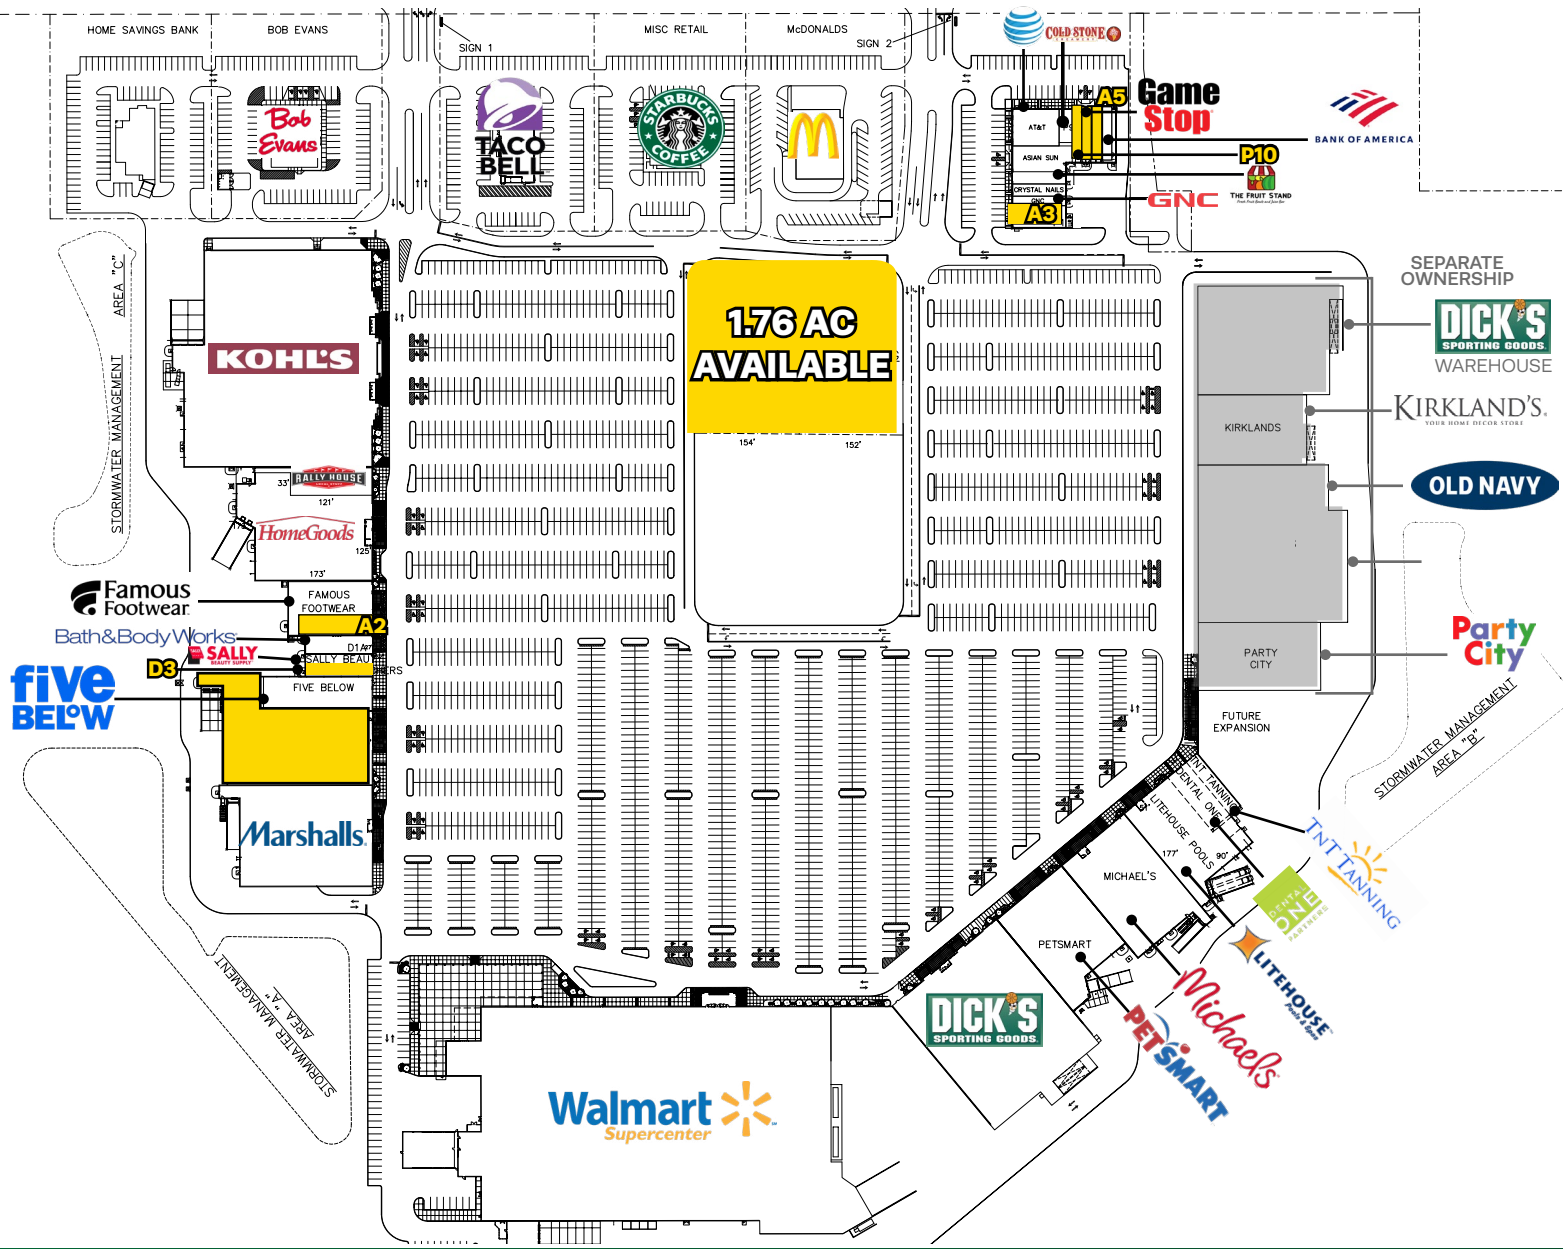 HOME SAVINGS BANK
BOB EVANS
SIGN 1
MISC RETAIL
McDONALDS
SIGN 2
AT&T
COLD STONE
CREAMERY
Bob
Evans
TACO
BELL
STARBUCKS
COFFEE
A5
Game
Stop
BANK OF AMERICA
AT&T
ASIAN SUN
P10
CRYSTAL NAILS
THE FRUIT STAND
GNC
GNC
A3
STORMWATER MANAGEMENT
AREA "C"
KOHL'S
1.76 AC
AVAILABLE
154'
152'
SEPARATE
OWNERSHIP
DICK'S
SPORTING GOODS
WAREHOUSE
KIRKLANDS
KIRKLAND'S
YOUR HOME DECOR STORE
OLD NAVY
RALLY HOUSE
33'
121'
HomeGoods
125'
173'
Famous
Footwear
FAMOUS
FOOTWEAR
A2
Bath&BodyWorks
D1A
SALLY
BEAUTY SUPPLY
SALLY BEAUT
ERS
D3
five
BELOW
FIVE BELOW
PARTY
CITY
Party
City
FUTURE
EXPANSION
STORMWATER MANAGEMENT
AREA "B"
Marshalls
TNT TANNING
DENTAL ONE
LITEHOUSE POOLS
177'
90'
MICHAEL'S
PETSMART
TNT TANNING
DENTAL
ONE
PARTNERS
LITEHOUSE
Pools & Spas
Michaels
PETSMART
DICK'S
SPORTING GOODS
STORMWATER MANAGEMENT
AREA "A"
Walmart
Supercenter